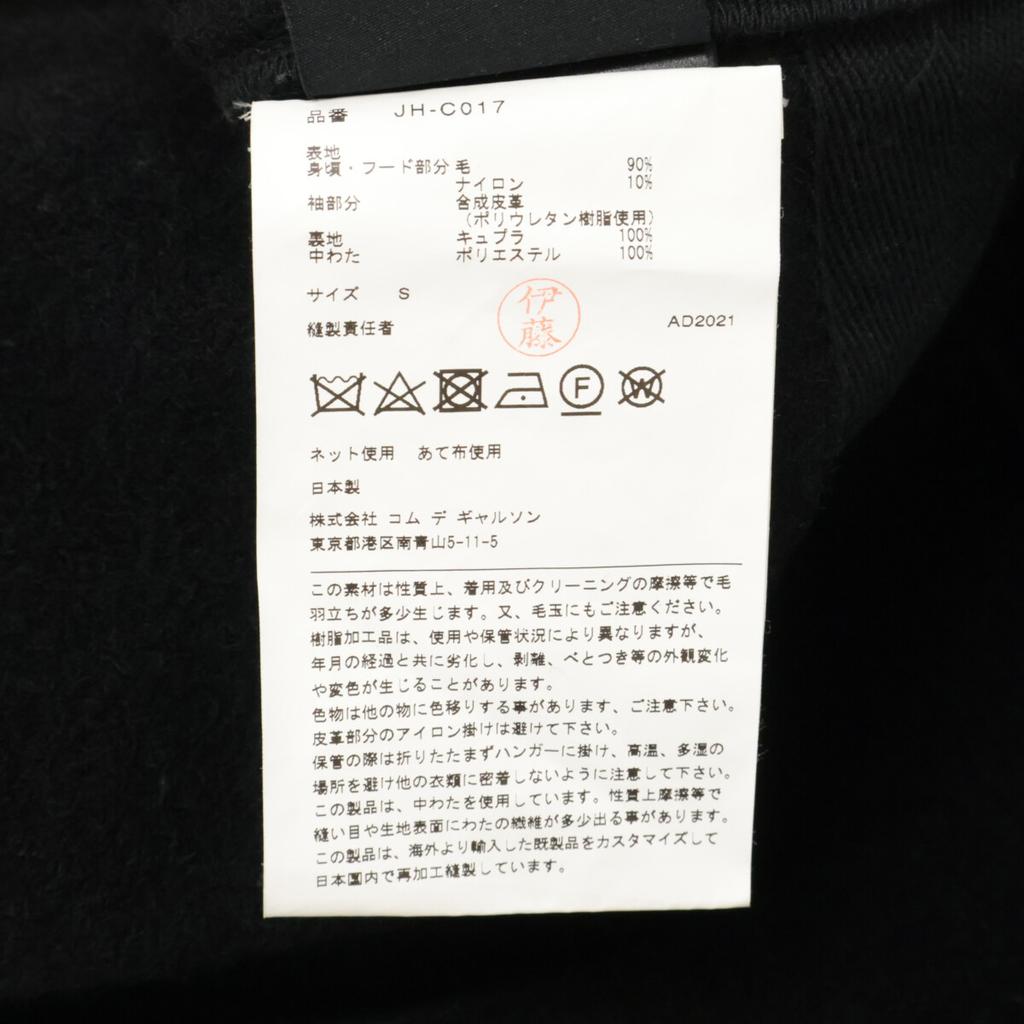 品番 JH-C017
表地
身頃・フード部分 毛 90%
ナイロン 10%
袖部分 合成皮革
(ポリウレタン樹脂使用)
裏地 キュプラ 100%
中わた ポリエステル 100%
サイズ S
伊藤
縫製責任者 AD2021
F W
ネット使用 あて布使用
日本製
株式会社 コム デ ギャルソン
東京都港区南青山5-11-5
この素材は性質上、着用及びクリーニングの摩擦等で毛
羽立ちが多少生じます。又、毛玉にもご注意ください。
樹脂加工品は、使用や保管状況により異なりますが、
年月の経過と共に劣化し、剥離、べとつき等の外観変化
や変色が生じることがあります。
色物は他の物に色移りする事があります、ご注意下さい。
皮革部分のアイロン掛けは避けて下さい。
保管の際は折りたたまずハンガーに掛け、高温、多湿の
場所を避け他の衣類に密着しないように注意して下さい。
この製品は、中わたを使用しています。性質上摩擦等で
縫い目や生地表面にわたの繊維が多少出る事があります。
この製品は、海外より輸入した既製品をカスタマイズして
日本国内で再加工縫製しています。